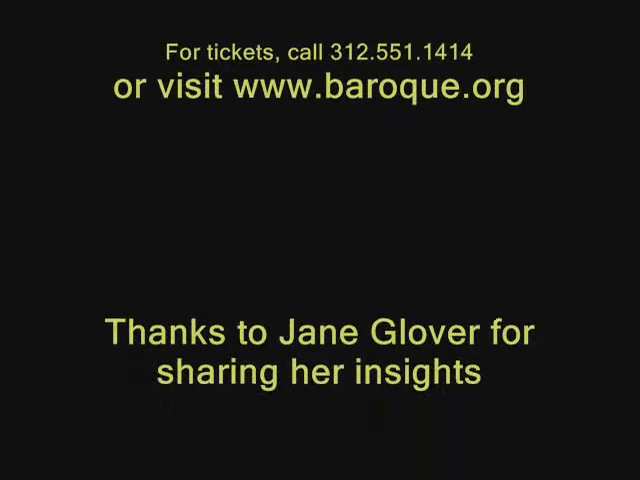 For tickets, call 312.551.1414
or visit www.baroque.org
Thanks to Jane Glover for
sharing her insights